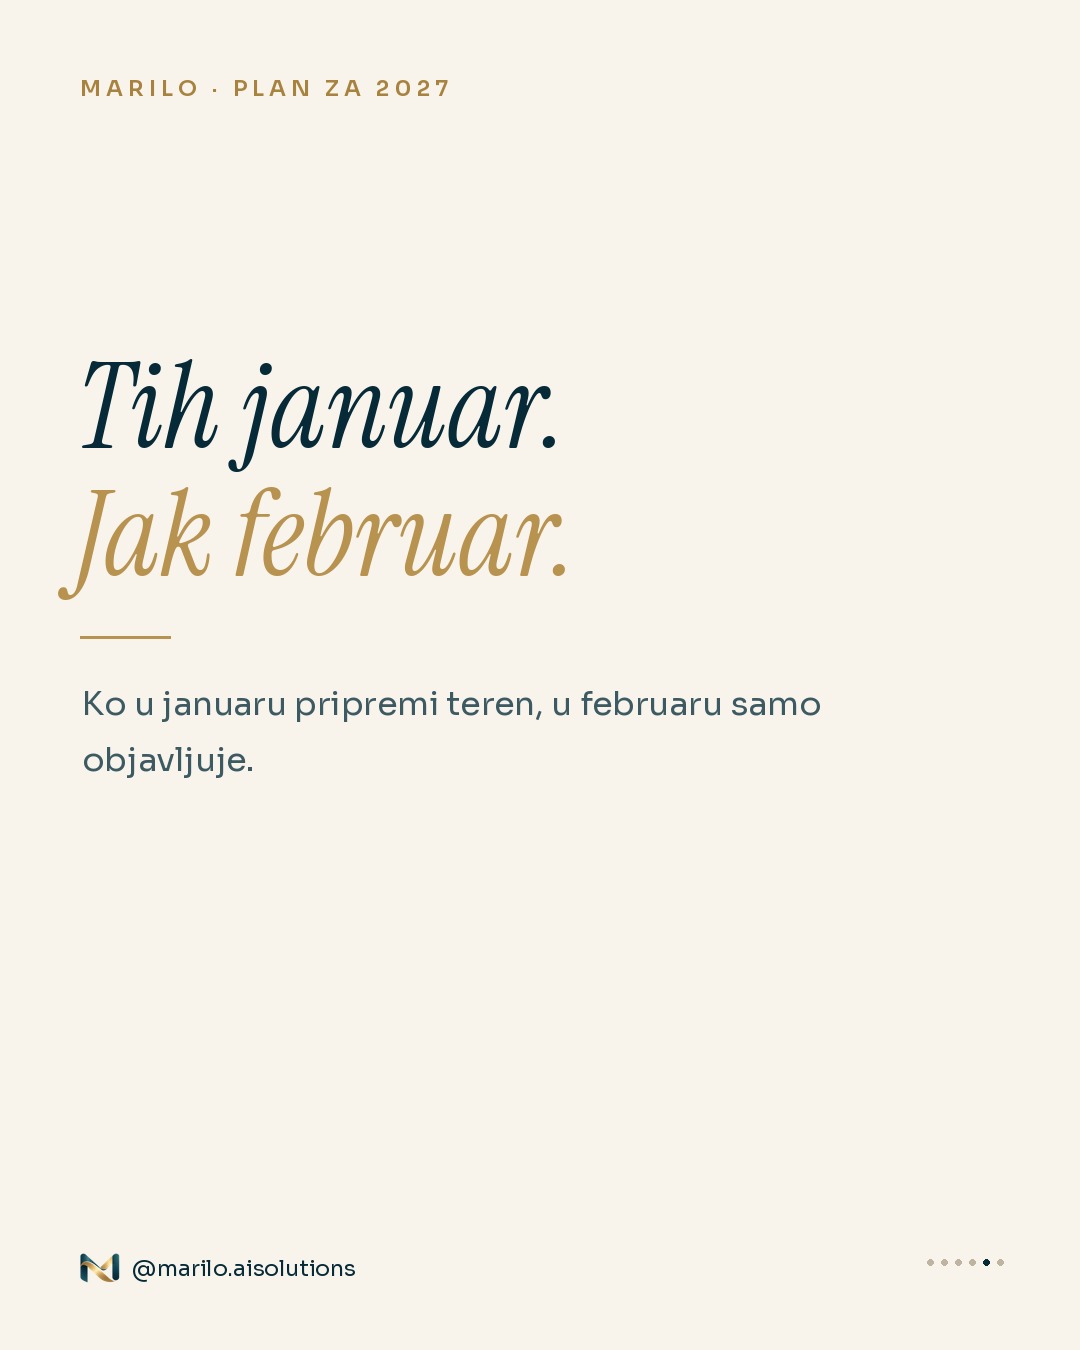 MARILO · PLAN ZA 2027
Tih januar.
Jak februar.
Ko u januaru pripremi teren, u februaru samo
objavljuje.
@marilo.aisolutions